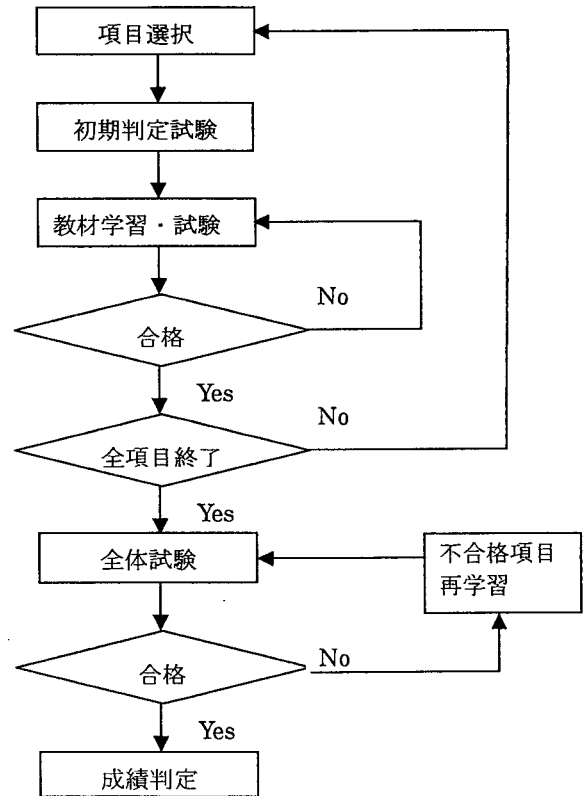 項目選択
初期判定試験
教材学習・試験
No
合格
Yes
No
全項目終了
Yes
全体試験
不合格項目
再学習
合格
No
Yes
成績判定